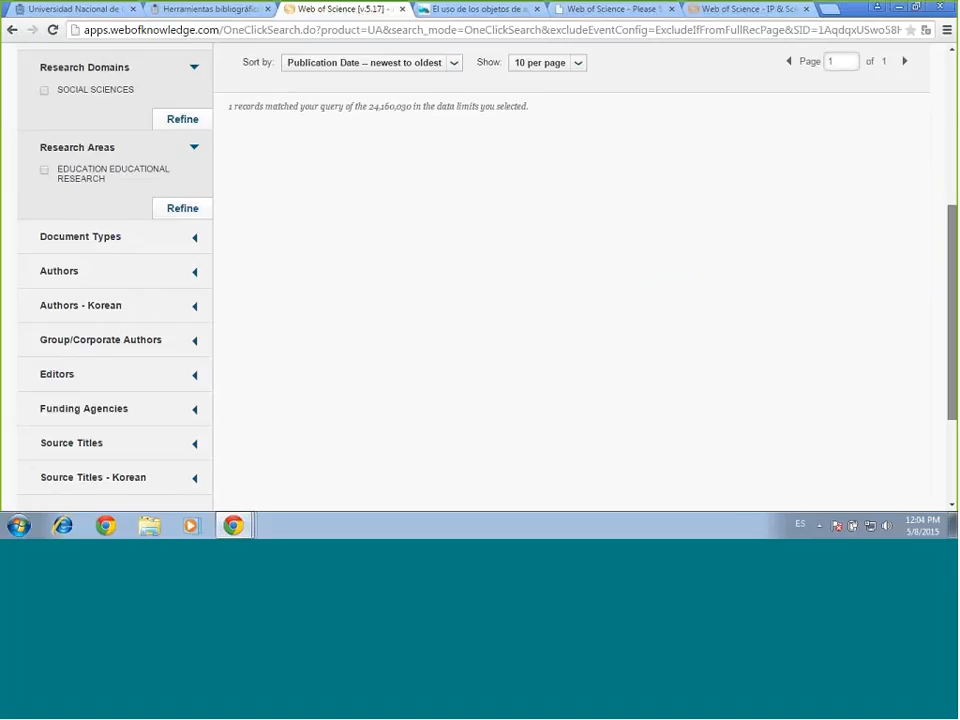 Universidad Nacional de
Herramientas bibliográfic
Web of Science [v.5.17] -
El uso de los objetos de
Web of Science - Please
Web of Science - IP & Sci
apps.webofknowledge.com/OneClickSearch.do?product=UA&search_mode=OneClickSearch&excludeEventConfig=ExcludeIfFromFullRecPage&SID=1AqdqxUSwo58H
Research Domains
SOCIAL SCIENCES
Refine
Research Areas
EDUCATION EDUCATIONAL
RESEARCH
Refine
Document Types
Authors
Authors - Korean
Group/Corporate Authors
Editors
Funding Agencies
Source Titles
Source Titles - Korean
Sort by: Publication Date -- newest to oldest Show: 10 per page Page 1 of 1
1 records matched your query of the 24,160,030 in the data limits you selected.
ES
12:04 PM
5/8/2015